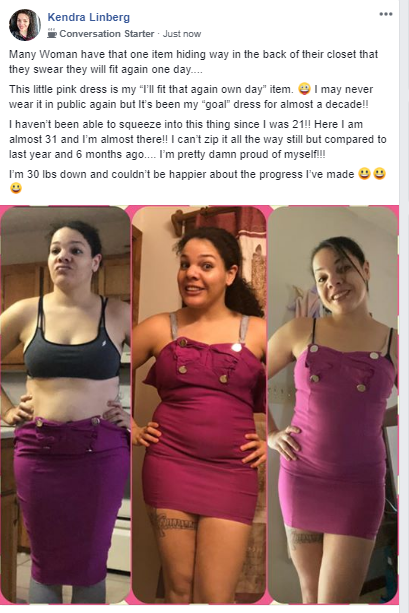 Kendra Linberg
Conversation Starter · Just now
Many Woman have that one item hiding way in the back of their closet that
they swear they will fit again one day....
This little pink dress is my “I’ll fit that again own day” item. 😀 I may never
wear it in public again but It’s been my “goal” dress for almost a decade!!
I haven’t been able to squeeze into this thing since I was 21!! Here I am
almost 31 and I’m almost there!! I can’t zip it all the way still but compared to
last year and 6 months ago.... I’m pretty damn proud of myself!!!
I’m 30 lbs down and couldn’t be happier about the progress I’ve made 😀😀
😀